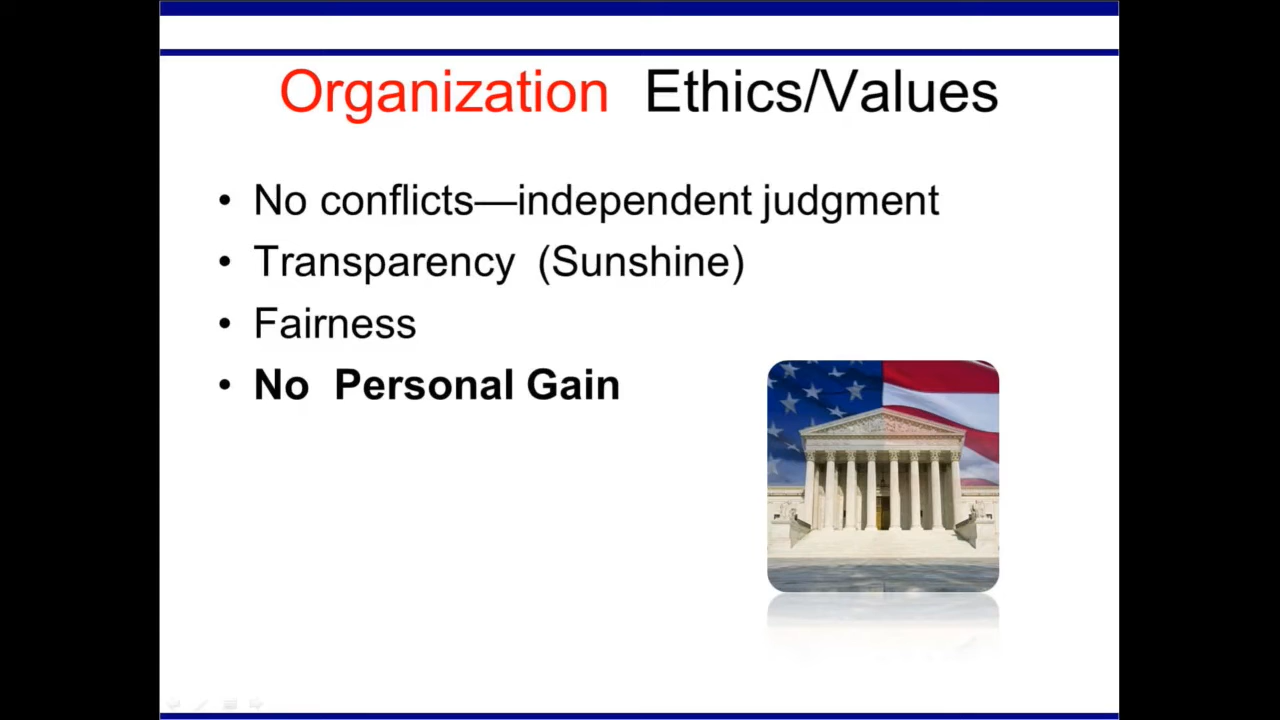 Organization Ethics/Values
• No conflicts—independent judgment
• Transparency (Sunshine)
• Fairness
• No Personal Gain